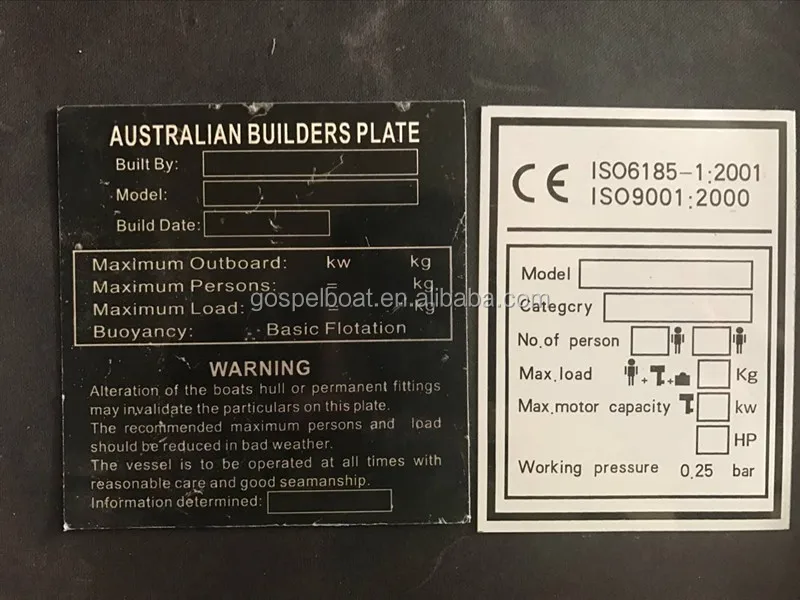 AUSTRALIAN BUILDERS PLATE
Built By:
Model:
Build Date:
Maximum Outboard: kw kg
Maximum Persons: = kg
Maximum Load: = kg
Buoyancy: Basic Flotation
WARNING
Alteration of the boats hull or permanent fittings
may invalidate the particulars on this plate.
The recommended maximum persons and load
should be reduced in bad weather.
The vessel is to be operated at all times with
reasonable care and good seamanship.
Information determined:
CE ISO6185-1:2001
ISO9001:2000
Model
Categcry
No.of person
Max.load + + Kg
Max.motor capacity kw
HP
Working pressure 0.25 bar
gospelboat.en.alibaba.com